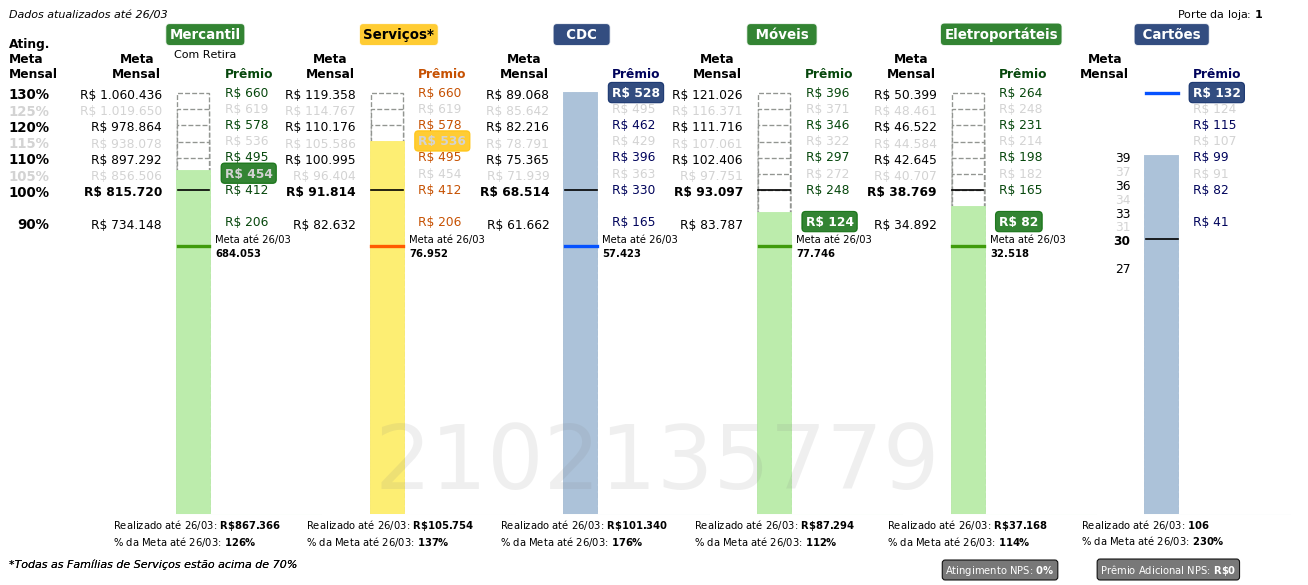 Dados atualizados até 26/03
Porte da loja: 1
Mercantil Serviços* CDC Móveis Eletroportáteis Cartões
Com Retira
Ating. Meta Mensal
Meta Mensal Prêmio Meta Mensal Prêmio Meta Mensal Prêmio Meta Mensal Prêmio Meta Mensal Prêmio Meta Mensal Prêmio
130% R$ 1.060.436 R$ 660 R$ 119.358 R$ 660 R$ 89.068 R$ 528 R$ 121.026 R$ 396 R$ 50.399 R$ 264 R$ 132
125% R$ 1.019.650 R$ 619 R$ 114.767 R$ 619 R$ 85.642 R$ 495 R$ 116.371 R$ 371 R$ 48.461 R$ 248 R$ 124
120% R$ 978.864 R$ 578 R$ 110.176 R$ 578 R$ 82.216 R$ 462 R$ 111.716 R$ 346 R$ 46.522 R$ 231 R$ 115
115% R$ 938.078 R$ 536 R$ 105.586 R$ 536 R$ 78.791 R$ 429 R$ 107.061 R$ 322 R$ 44.584 R$ 214 R$ 107
110% R$ 897.292 R$ 495 R$ 100.995 R$ 495 R$ 75.365 R$ 396 R$ 102.406 R$ 297 R$ 42.645 R$ 198 39 R$ 99
105% R$ 856.506 R$ 454 R$ 96.404 R$ 454 R$ 71.939 R$ 363 R$ 97.751 R$ 272 R$ 40.707 R$ 182 37 R$ 91
100% R$ 815.720 R$ 412 R$ 91.814 R$ 412 R$ 68.514 R$ 330 R$ 93.097 R$ 248 R$ 38.769 R$ 165 36 R$ 82
34
33
90% R$ 734.148 R$ 206 R$ 82.632 R$ 206 R$ 61.662 R$ 165 R$ 83.787 R$ 124 R$ 34.892 R$ 82 31 R$ 41
30
Meta até 26/03 Meta até 26/03 Meta até 26/03 Meta até 26/03 Meta até 26/03
684.053 76.952 57.423 77.746 32.518
27
2102135779
Realizado até 26/03: R$867.366 Realizado até 26/03: R$105.754 Realizado até 26/03: R$101.340 Realizado até 26/03: R$87.294 Realizado até 26/03: R$37.168 Realizado até 26/03: 106
% da Meta até 26/03: 126% % da Meta até 26/03: 137% % da Meta até 26/03: 176% % da Meta até 26/03: 112% % da Meta até 26/03: 114% % da Meta até 26/03: 230%
*Todas as Famílias de Serviços estão acima de 70%
Atingimento NPS: 0% Prêmio Adicional NPS: R$0